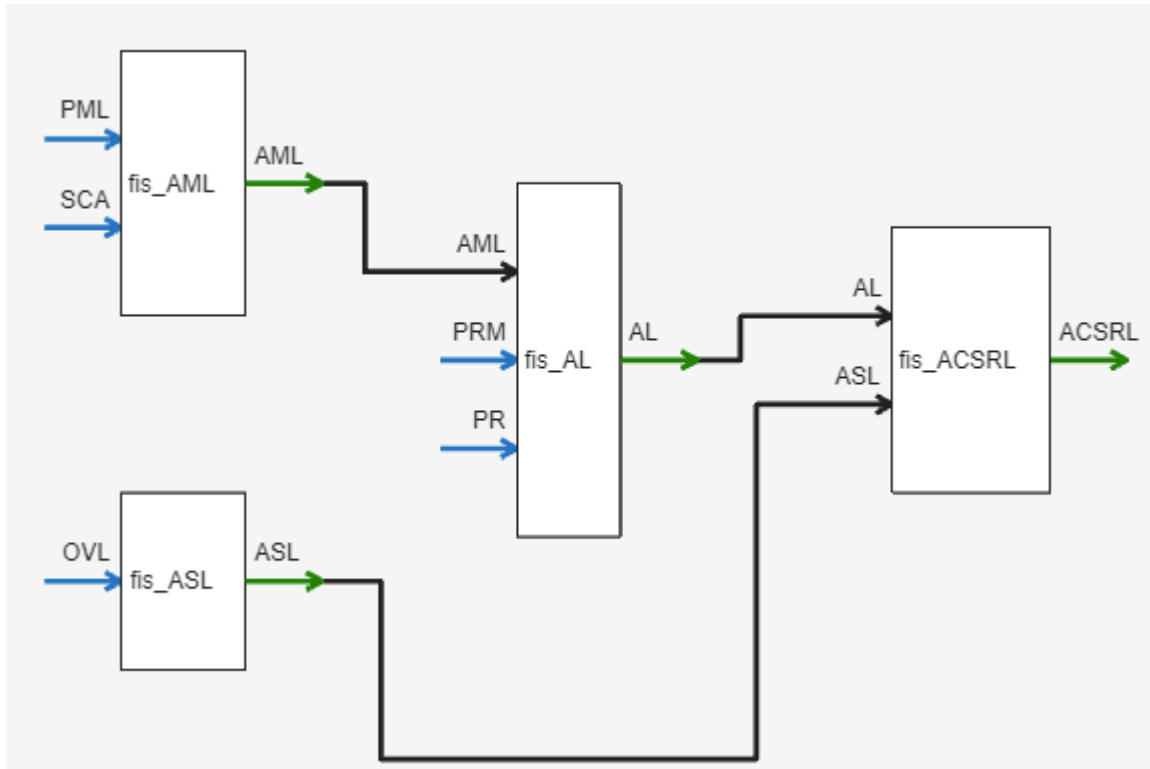 PML
SCA
fis_AML
AML
AML
PRM
PR
fis_AL
AL
AL
ASL
fis_ACSRL
ACSRL
OVL
fis_ASL
ASL